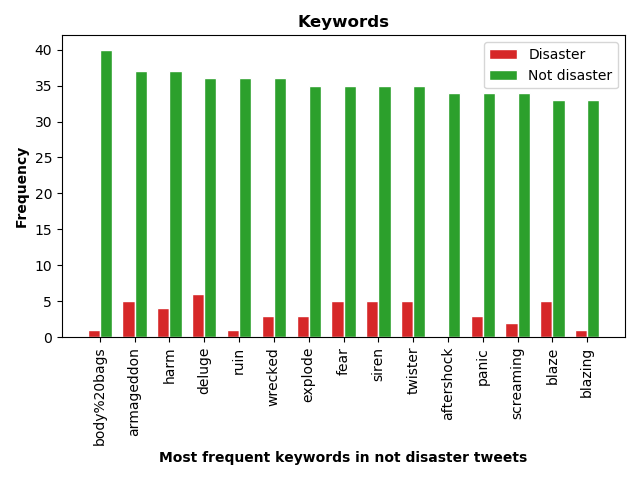 Keywords
Disaster
Not disaster
Frequency
40
35
30
25
20
15
10
5
0
body%20bags
armageddon
harm
deluge
ruin
wrecked
explode
fear
siren
twister
aftershock
panic
screaming
blaze
blazing
Most frequent keywords in not disaster tweets